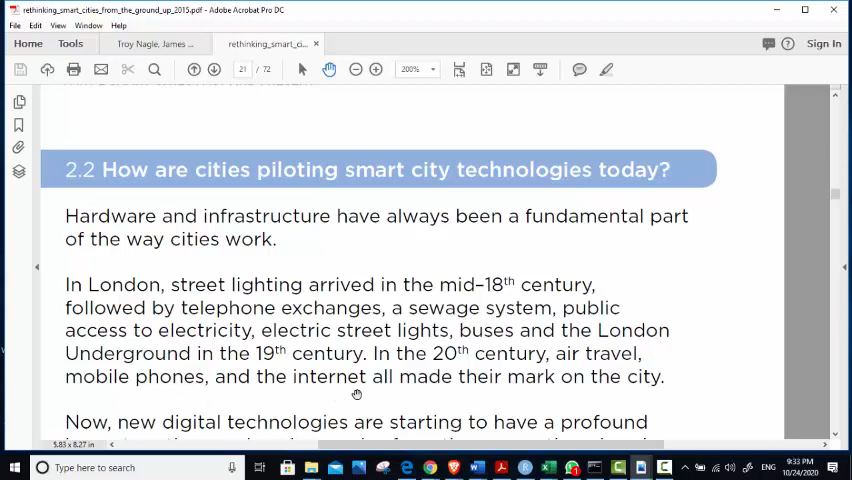 rethinking_smart_cities_from_the_ground_up_2015.pdf - Adobe Acrobat Pro DC
File Edit View Window Help
Home Tools Troy Nagle, James ... rethinking_smart_ci... × Sign In
21 / 72 200%
2.2 How are cities piloting smart city technologies today?
Hardware and infrastructure have always been a fundamental part
of the way cities work.
In London, street lighting arrived in the mid–18th century,
followed by telephone exchanges, a sewage system, public
access to electricity, electric street lights, buses and the London
Underground in the 19th century. In the 20th century, air travel,
mobile phones, and the internet all made their mark on the city.
Now, new digital technologies are starting to have a profound
5.83 x 8.27 in
Type here to search
ENG
9:33 PM
10/24/2020